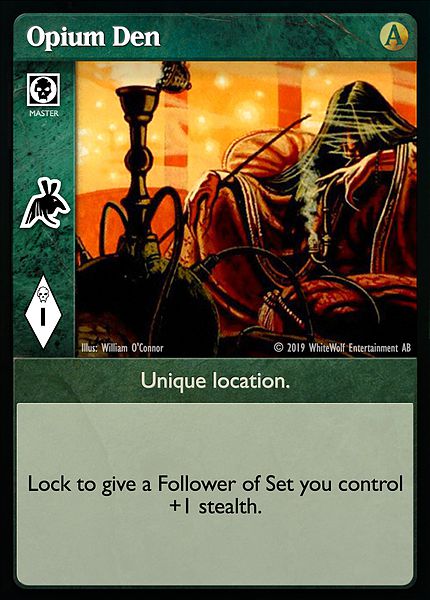 Opium Den
A
MASTER
1
Illus: William O'Connor
© 2019 WhiteWolf Entertainment AB
Unique location.
Lock to give a Follower of Set you control
+1 stealth.